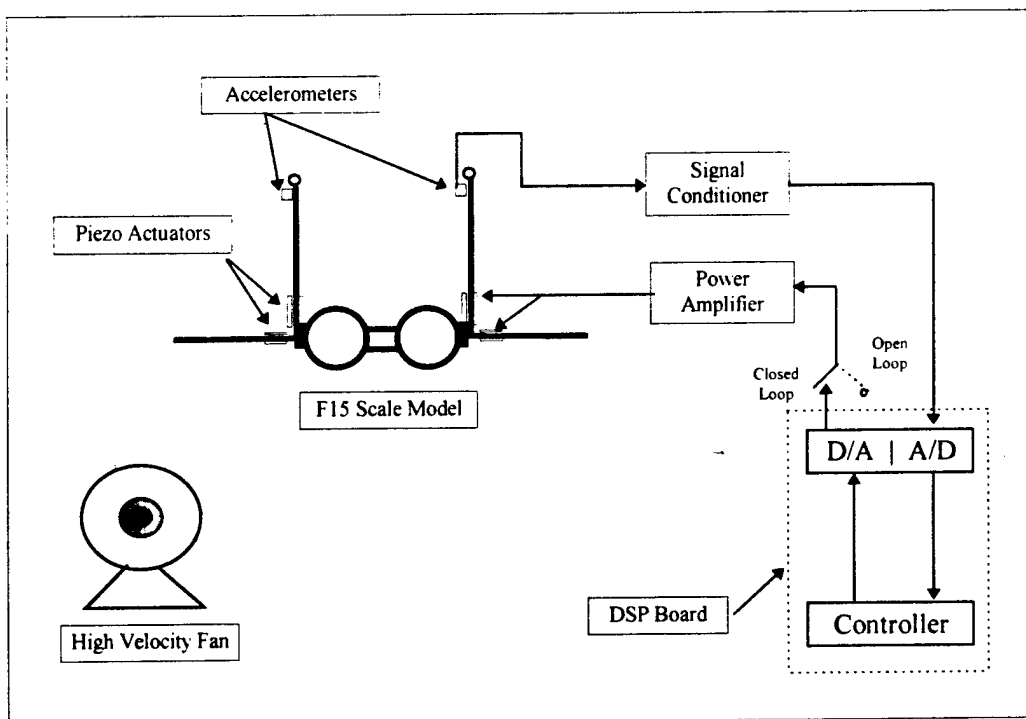 Accelerometers
Signal
Conditioner
Piezo Actuators
Power
Amplifier
Open
Loop
Closed
Loop
F15 Scale Model
D/A | A/D
DSP Board
Controller
High Velocity Fan